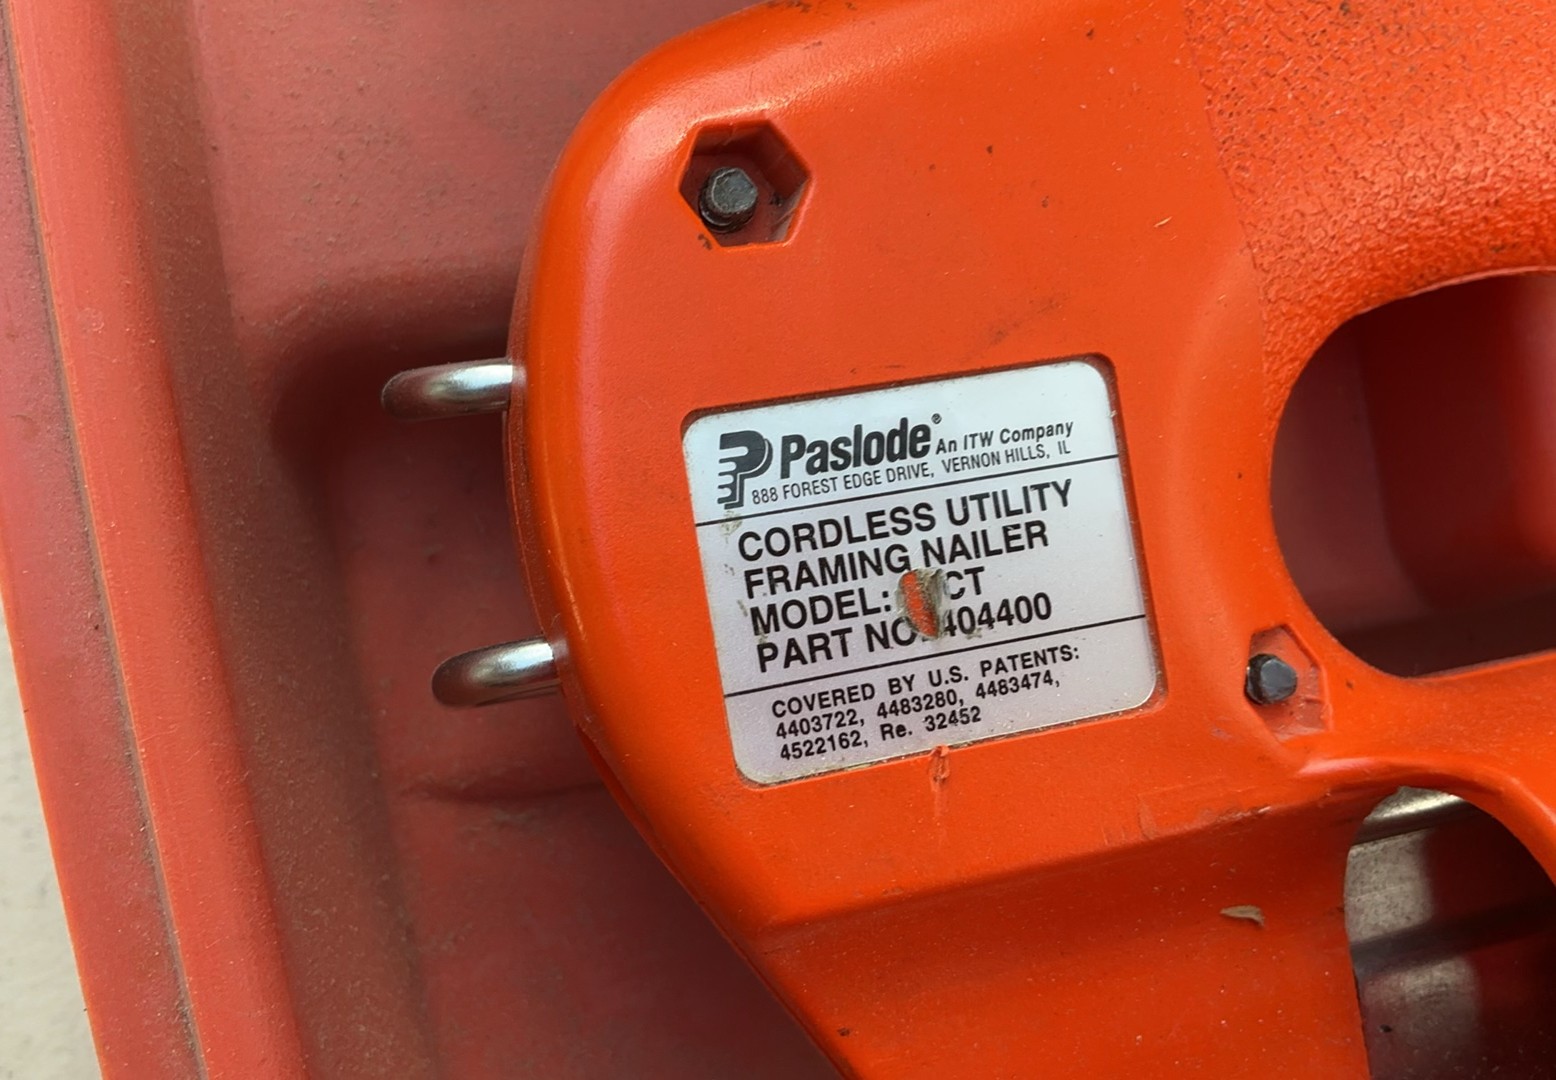 Paslode® An ITW Company
888 FOREST EDGE DRIVE, VERNON HILLS, IL
CORDLESS UTILITY
FRAMING NAILER
MODEL:
PART NO. 404400
COVERED BY U.S. PATENTS:
4403722, 4483280, 4483474,
4522162, Re. 32452